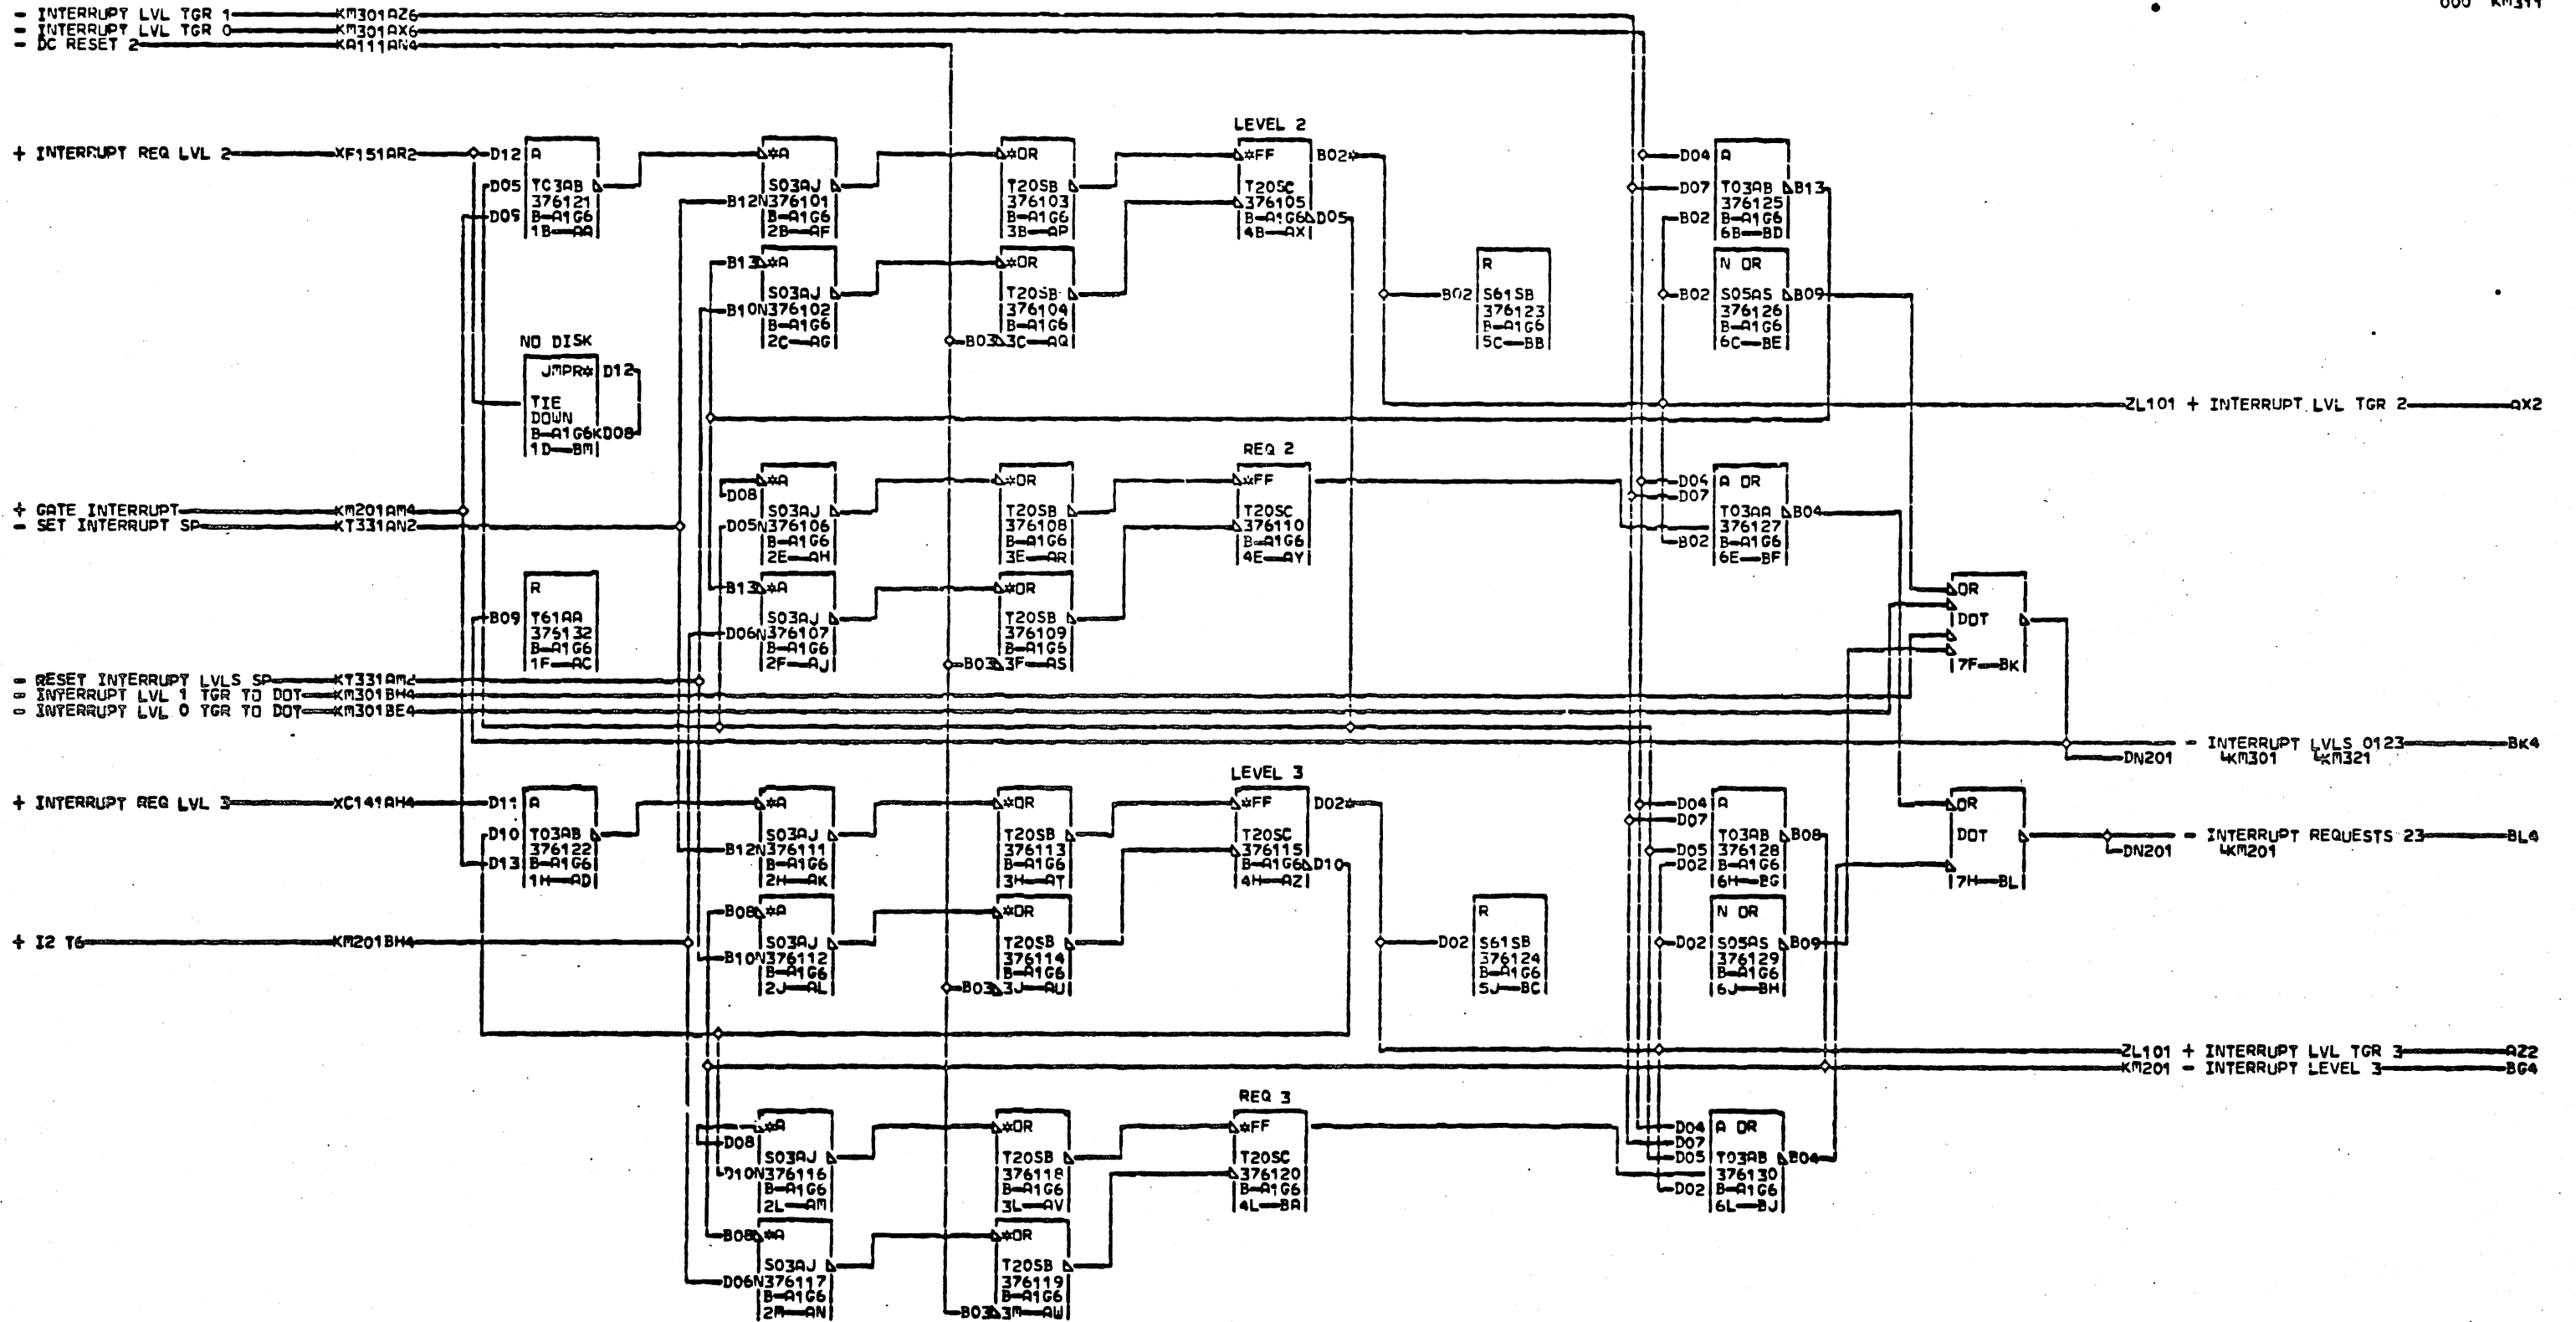 - INTERRUPT LVL TGR 1 KM301AZ6
- INTERRUPT LVL TGR 0 KM301AX6
- DC RESET 2 KA111AN4
000 KM311
+ INTERRUPT REQ LVL 2 XF151AR2
D12 A
D05 TC3AB
376121
D09 B-A1G6
1B-AA
*A
S03AJ
B12N376101
B-A1G6
2B-AF
*OR
T20SB
376103
B-A1G6
3B-AP
LEVEL 2
*FF B02*
T20SC
376105
B-A1G6 D05
4B-AX
D04 A
D07 T03AB B13
376125
B02 B-A1G6
6B-BD
B13 *A
S03AJ
B10N376102
B-A1G6
2C-AG
*OR
T20SB
376104
B-A1G6
B03 3C-AQ
R
B02 S61SB
376123
B-A1G6
5C-BB
N OR
B02 S05AS B09
376126
B-A1G6
6C-BE
NO DISK
JMPR* D12
TIE
DOWN
B-A1G6KD08
1D-BM
ZL101 + INTERRUPT LVL TGR 2 AX2
+ GATE INTERRUPT KM201AM4
- SET INTERRUPT SP KT331AN2
*A
D08
S03AJ
D05N376106
B-A1G6
2E-AH
*OR
T20SB
376108
B-A1G6
3E-AR
REQ 2
*FF
T20SC
376110
B-A1G6
4E-AY
D04 A OR
D07
T03AA B04
376127
B02 B-A1G6
6E-BF
R
B09 T61AA
376132
B-A1G6
1F-AC
B13 *A
S03AJ
D06N376107
B-A1G6
2F-AJ
*OR
T20SB
376109
B-A1G6
B03 3F-AS
OR
DOT
7F-BK
- RESET INTERRUPT LVLS SP KT331AM2
- INTERRUPT LVL 1 TGR TO DOT KM301BH4
- INTERRUPT LVL 0 TGR TO DOT KM301BE4
- INTERRUPT LVLS 0123 BK4
DN201 KM301 KM321
+ INTERRUPT REQ LVL 3 XC141AH4
D11 A
D10 T03AB
376122
D13 B-A1G6
1H-AD
*A
S03AJ
B12N376111
B-A1G6
2H-AK
*OR
T20SB
376113
B-A1G6
3H-AT
LEVEL 3
*FF D02*
T20SC
376115
B-A1G6 D10
4H-AZ
D04 A
D07
T03AB B08
D05 376128
D02 B-A1G6
6H-BG
OR
DOT
7H-BL
- INTERRUPT REQUESTS 23 BL4
DN201 KM201
+ I2 T6 KM201BH4
B08 *A
S03AJ
B10N376112
B-A1G6
2J-AL
*OR
T20SB
376114
B-A1G6
B03 3J-AU
R
D02 S61SB
376124
B-A1G6
5J-BC
N OR
D02 S05AS B09
376129
B-A1G6
6J-BH
ZL101 + INTERRUPT LVL TGR 3 AZ2
KM201 - INTERRUPT LEVEL 3 BG4
*A
D08
S03AJ
D10N376116
B-A1G6
2L-AM
*OR
T20SB
376118
B-A1G6
3L-AV
REQ 3
*FF
T20SC
376120
B-A1G6
4L-BA
D04 A OR
D07
D05 T03AB B04
376130
D02 B-A1G6
6L-BJ
B08 *A
S03AJ
D06N376117
B-A1G6
2M-AN
*OR
T20SB
376119
B-A1G6
B03 3M-AW